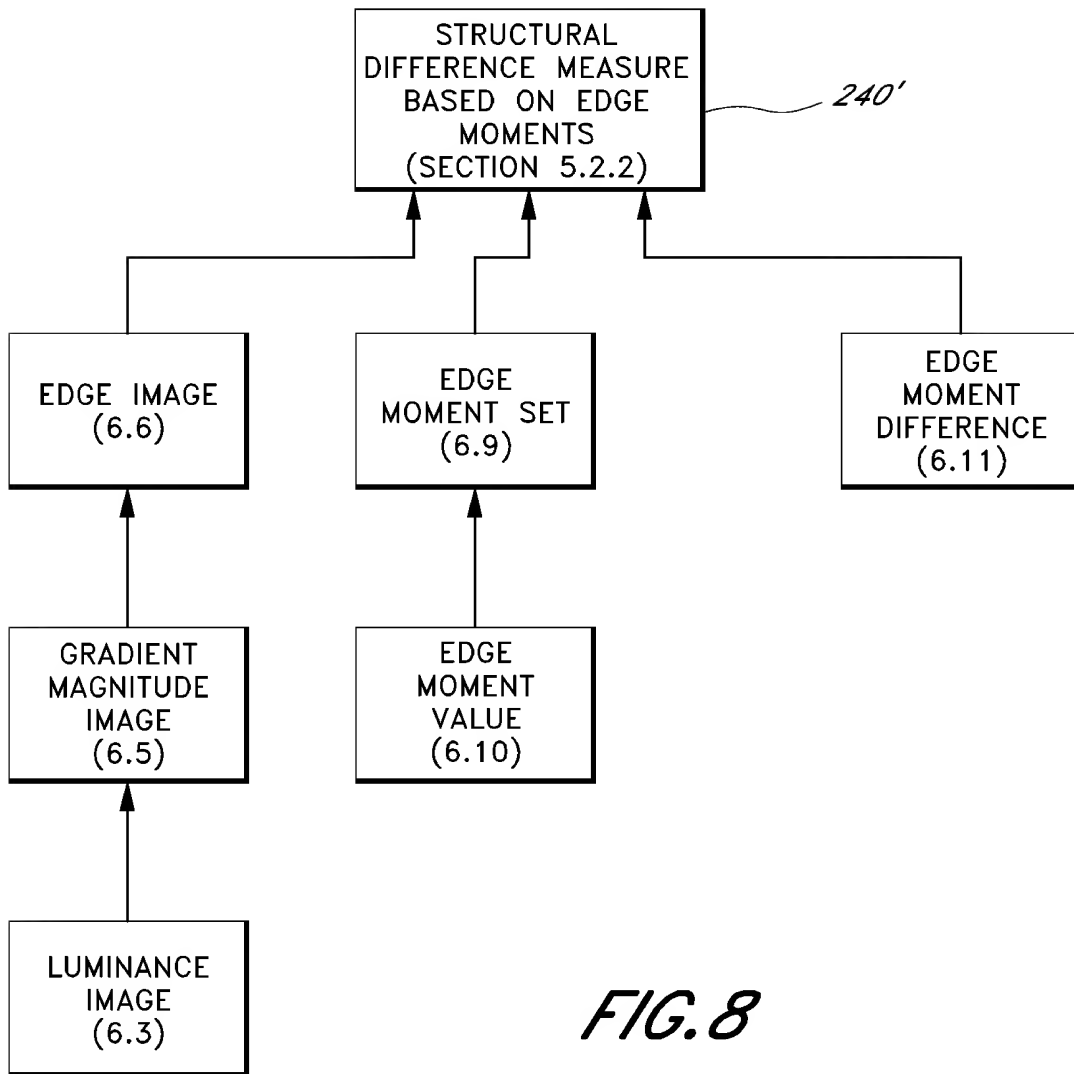 STRUCTURAL
DIFFERENCE MEASURE
BASED ON EDGE
MOMENTS
(SECTION 5.2.2)
240'
EDGE IMAGE
(6.6)
EDGE
MOMENT SET
(6.9)
EDGE
MOMENT
DIFFERENCE
(6.11)
GRADIENT
MAGNITUDE
IMAGE
(6.5)
EDGE
MOMENT
VALUE
(6.10)
LUMINANCE
IMAGE
(6.3)
FIG.8